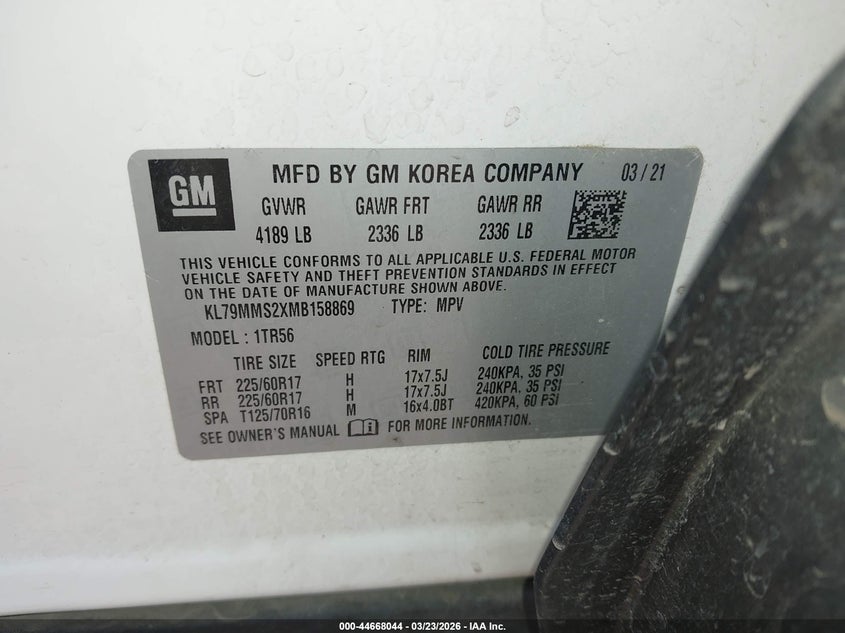 GM
MFD BY GM KOREA COMPANY 03 / 21
GVWR GAWR FRT GAWR RR
4189 LB 2336 LB 2336 LB
THIS VEHICLE CONFORMS TO ALL APPLICABLE U.S. FEDERAL MOTOR
VEHICLE SAFETY AND THEFT PREVENTION STANDARDS IN EFFECT
ON THE DATE OF MANUFACTURE SHOWN ABOVE.
KL79MMS2XMB158869 TYPE: MPV
MODEL : 1TR56
TIRE SIZE SPEED RTG RIM COLD TIRE PRESSURE
FRT 225/60R17 H 17x7.5J 240KPA, 35 PSI
RR 225/60R17 H 17x7.5J 240KPA, 35 PSI
SPA T125/70R16 M 16x4.0BT 420KPA, 60 PSI
SEE OWNER'S MANUAL i FOR MORE INFORMATION.
000-44668044 | 03/23/2026 - IAA Inc.